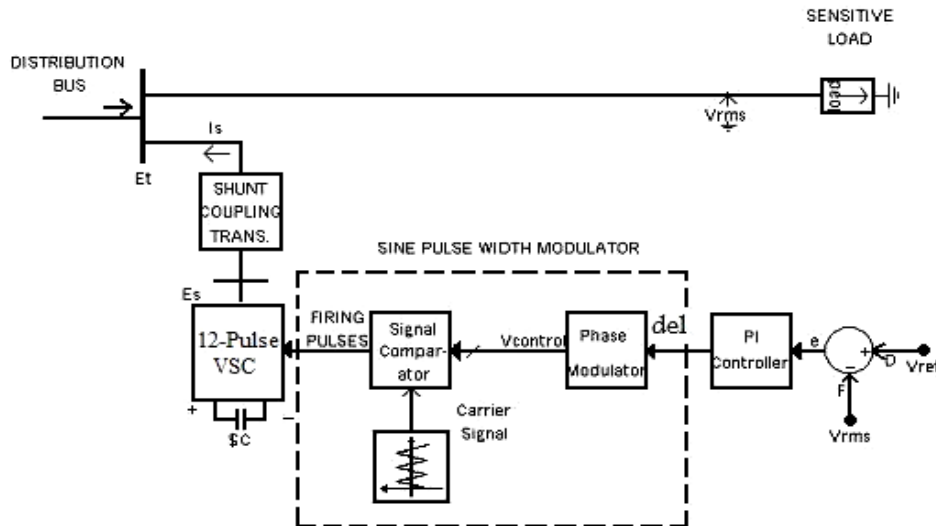 SENSITIVE
LOAD
DISTRIBUTION
BUS
load
Vrms
Is
Et
SHUNT
COUPLING
TRANS.
SINE PULSE WIDTH MODULATOR
Es
12-Pulse
VSC
+
-
$C
FIRING
PULSES
Signal
Compar-
ator
Carrier
Signal
Vcontrol
Phase
Modulator
del
PI
Controller
e
+
-
D
F
Vref
Vrms